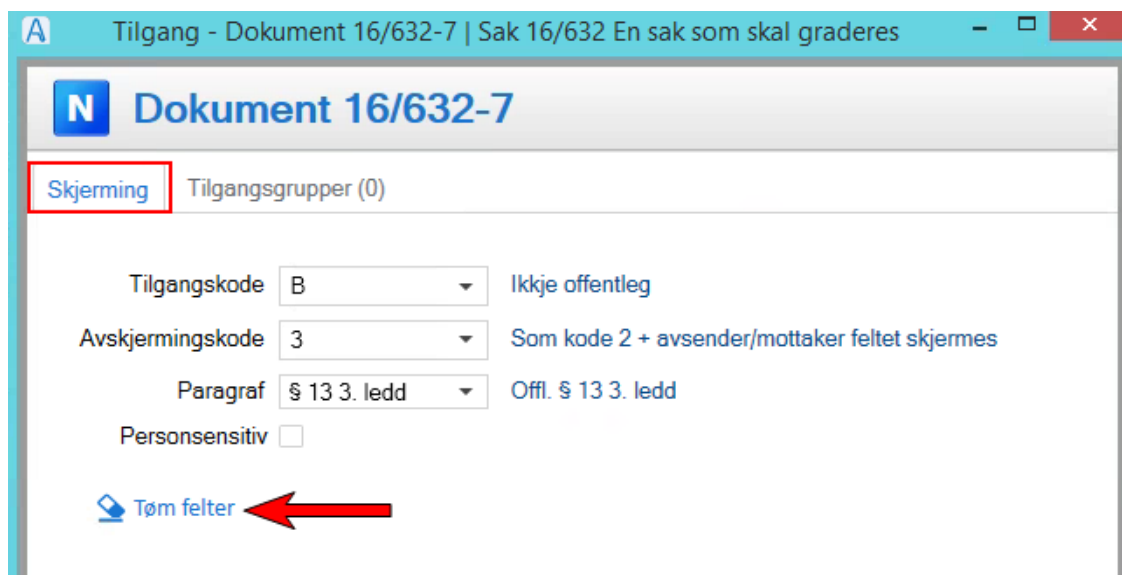 A Tilgang - Dokument 16/632-7 | Sak 16/632 En sak som skal graderes
N Dokument 16/632-7
Skjerming Tilgangsgrupper (0)
Tilgangskode B Ikkje offentleg
Avskjermingskode 3 Som kode 2 + avsender/mottaker feltet skjermes
Paragraf § 13 3. ledd Offl. § 13 3. ledd
Personsensitiv
Tøm felter